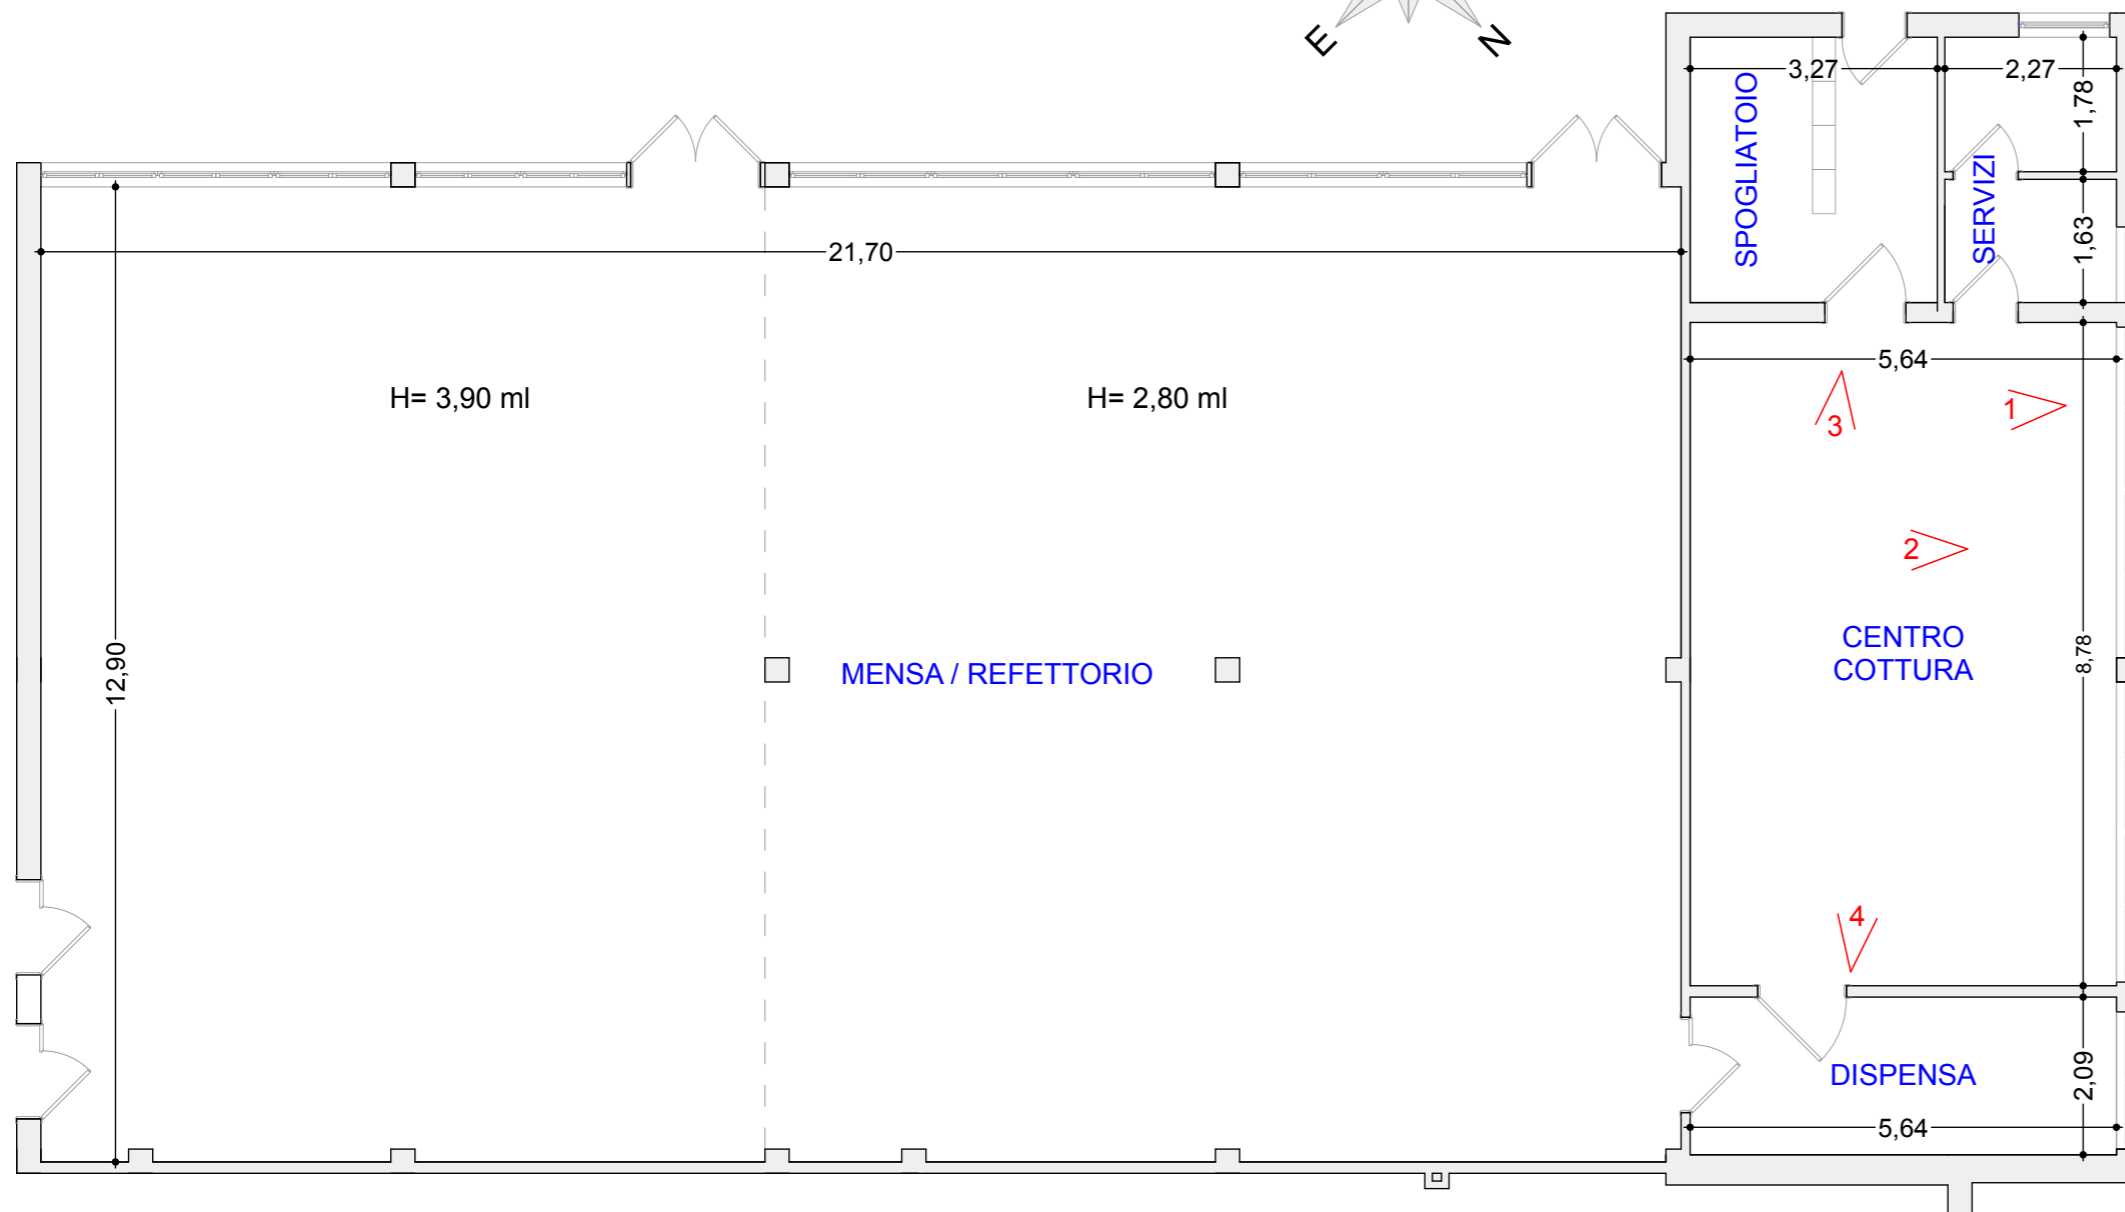 E
N
3,27
2,27
1,78
SPOGLIATOIO
SERVIZI
1,63
21,70
5,64
H= 3,90 ml
H= 2,80 ml
1
3
2
CENTRO
COTTURA
8,78
12,90
MENSA / REFETTORIO
4
DISPENSA
2,09
5,64